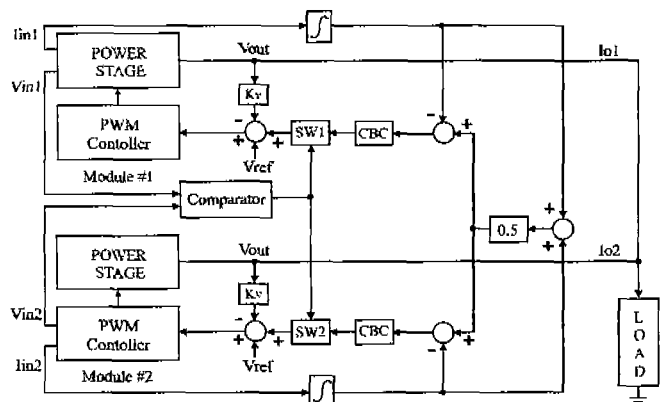 Iin1
∫
Vin1
POWER
STAGE
Vout
Io1
Kv
PWM
Contoller
SW1
CBC
Vref
Module #1
Comparator
0.5
POWER
STAGE
Vout
Io2
Kv
Vin2
PWM
Contoller
SW2
CBC
Vref
Iin2
Module #2
∫
L
O
A
D
- + + - + + + - + + - +